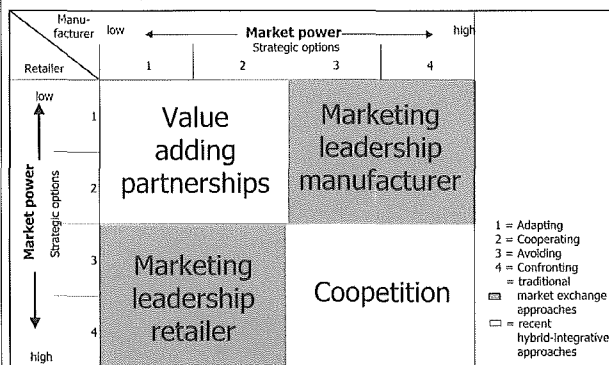 Manu-
facturer
low
Market power
high
Strategic options
Retailer
1
2
3
4
low
Market power
Strategic options
high
1
2
3
4
Value
adding
partnerships
Marketing
leadership
manufacturer
Marketing
leadership
retailer
Coopetition
1 = Adapting
2 = Cooperating
3 = Avoiding
4 = Confronting
= traditional
market exchange
approaches
= recent
hybrid-integrative
approaches